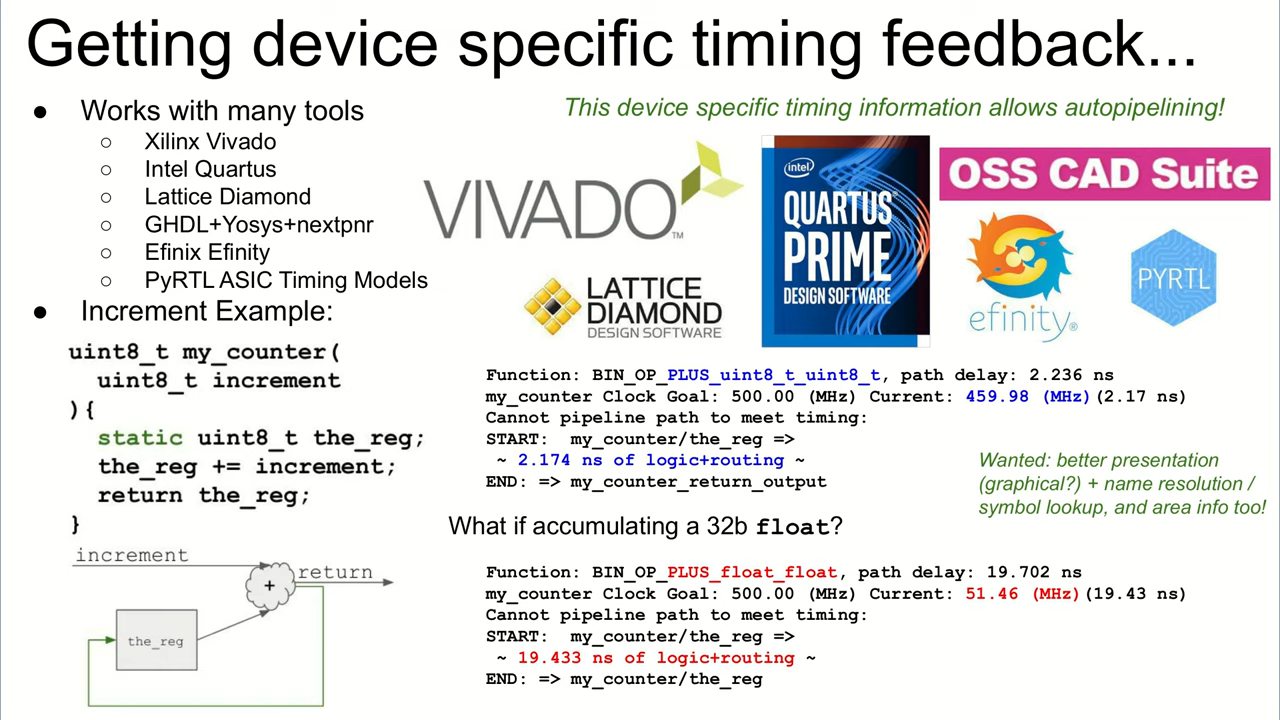 Getting device specific timing feedback...
● Works with many tools
○ Xilinx Vivado
○ Intel Quartus
○ Lattice Diamond
○ GHDL+Yosys+nextpnr
○ Efinix Efinity
○ PyRTL ASIC Timing Models
● Increment Example:
uint8_t my_counter(
uint8_t increment
){
static uint8_t the_reg;
the_reg += increment;
return the_reg;
}
increment
+
return
the_reg
This device specific timing information allows autopipelining!
VIVADO™
intel
QUARTUS®
PRIME
DESIGN SOFTWARE
OSS CAD Suite
LATTICE
DIAMOND
DESIGN SOFTWARE
efinity®
PYRTL
Function: BIN_OP_PLUS_uint8_t_uint8_t, path delay: 2.236 ns
my_counter Clock Goal: 500.00 (MHz) Current: 459.98 (MHz)(2.17 ns)
Cannot pipeline path to meet timing:
START: my_counter/the_reg =>
~ 2.174 ns of logic+routing ~
END: => my_counter_return_output
Wanted: better presentation
(graphical?) + name resolution /
symbol lookup, and area info too!
What if accumulating a 32b float?
Function: BIN_OP_PLUS_float_float, path delay: 19.702 ns
my_counter Clock Goal: 500.00 (MHz) Current: 51.46 (MHz)(19.43 ns)
Cannot pipeline path to meet timing:
START: my_counter/the_reg =>
~ 19.433 ns of logic+routing ~
END: => my_counter/the_reg